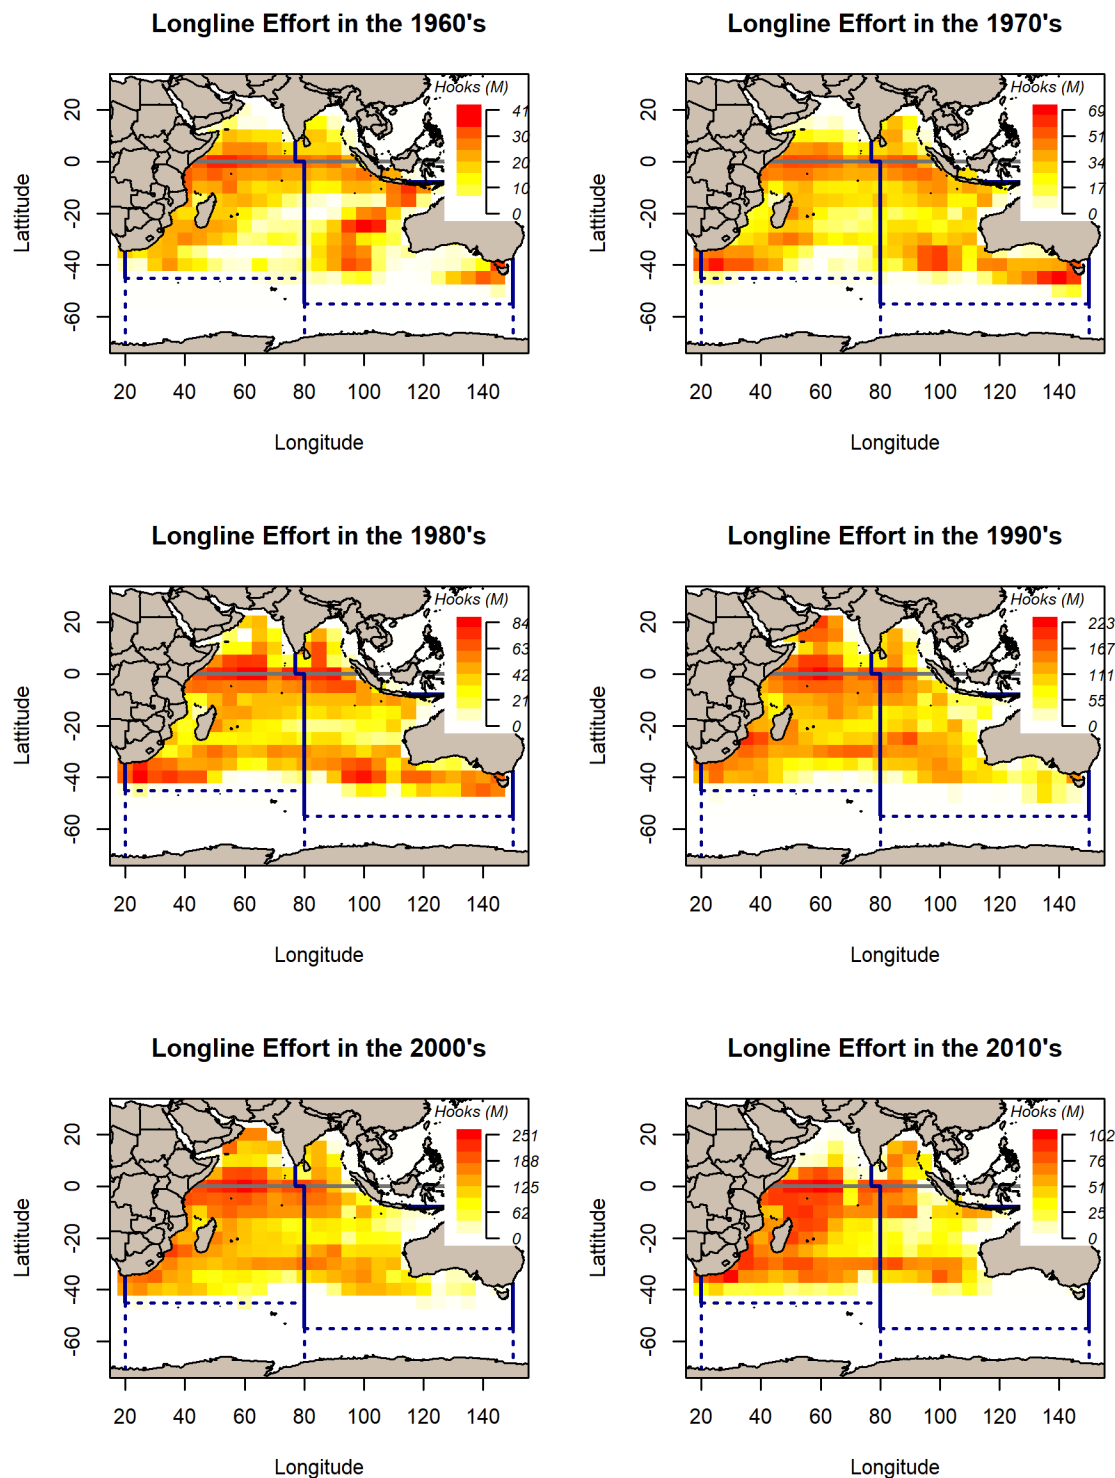 Longline Effort in the 1960's
Hooks (M)
41
30
20
10
0
20
0
-20
-40
-60
Lattitude
20 40 60 80 100 120 140
Longitude
Longline Effort in the 1970's
Hooks (M)
69
51
34
17
0
20
0
-20
-40
-60
Lattitude
20 40 60 80 100 120 140
Longitude
Longline Effort in the 1980's
Hooks (M)
84
63
42
21
0
20
0
-20
-40
-60
Lattitude
20 40 60 80 100 120 140
Longitude
Longline Effort in the 1990's
Hooks (M)
223
167
111
55
0
20
0
-20
-40
-60
Lattitude
20 40 60 80 100 120 140
Longitude
Longline Effort in the 2000's
Hooks (M)
251
188
125
62
0
20
0
-20
-40
-60
Lattitude
20 40 60 80 100 120 140
Longitude
Longline Effort in the 2010's
Hooks (M)
102
76
51
25
0
20
0
-20
-40
-60
Lattitude
20 40 60 80 100 120 140
Longitude